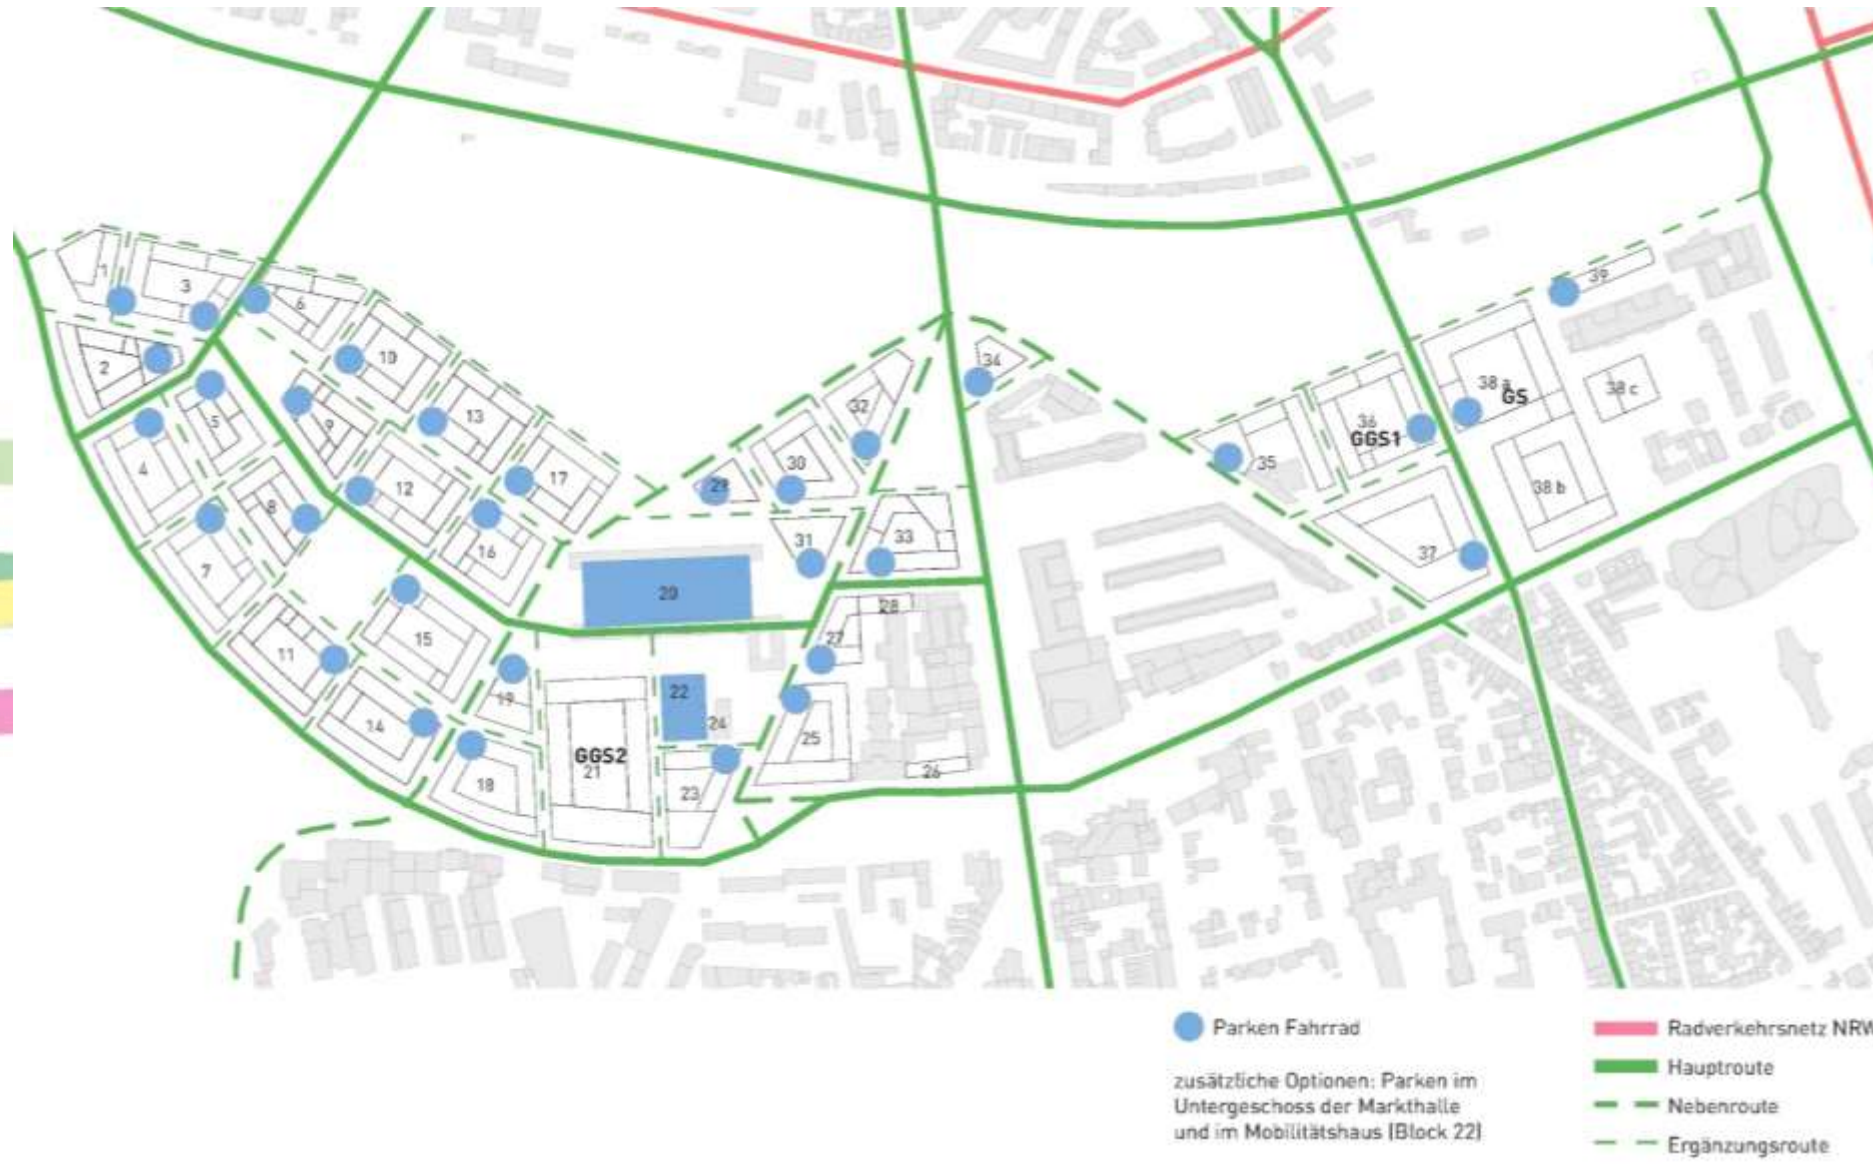 1
3
6
2
10
13
5
9
4
12
17
8
16
7
15
11
14
19
18
20
22
24
GGS2
21
23
25
26
27
28
29
30
31
32
33
34
35
36
GGS1
37
38 a
GS
38 b
38 c
39
Parken Fahrrad
zusätzliche Optionen: Parken im
Untergeschoss der Markthalle
und im Mobilitätshaus (Block 22)
Radverkehrsnetz NRW
Hauptroute
Nebenroute
Ergänzungsroute